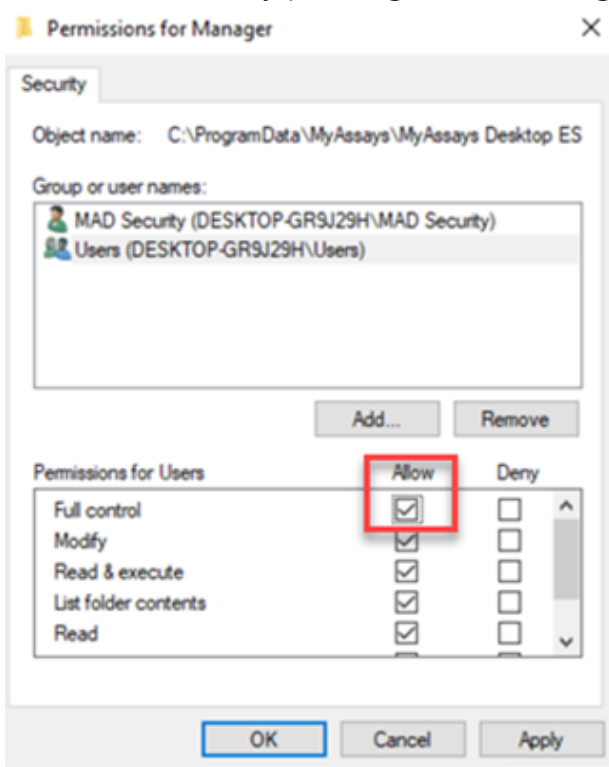 Permissions for Manager
Security
Object name: C:\ProgramData\MyAssays\MyAssays Desktop ES
Group or user names:
MAD Security (DESKTOP-GR9J29H\MAD Security)
Users (DESKTOP-GR9J29H\Users)
Add... Remove
Permissions for Users Allow Deny
Full control
Modify
Read & execute
List folder contents
Read
OK Cancel Apply